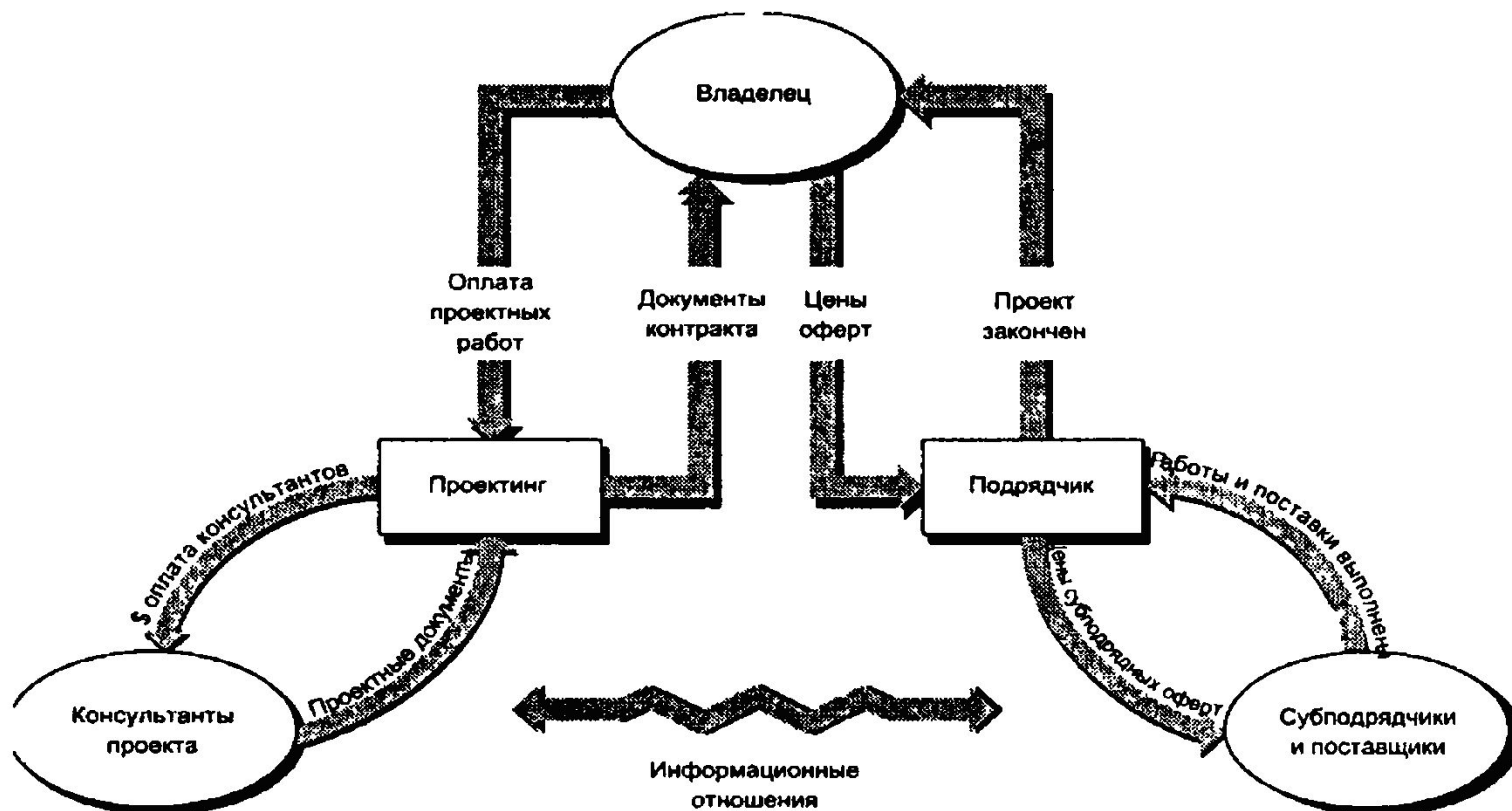 Владелец
Оплата
проектных
работ
Документы
контракта
Цены
оферт
Проект
закончен
Проектинг
Подрядчик
$ оплата консультантов
Проектные документы
Цены субподрядных оферт
Работы и поставки выполнены
Консультанты
проекта
Субподрядчики
и поставщики
Информационные
отношения